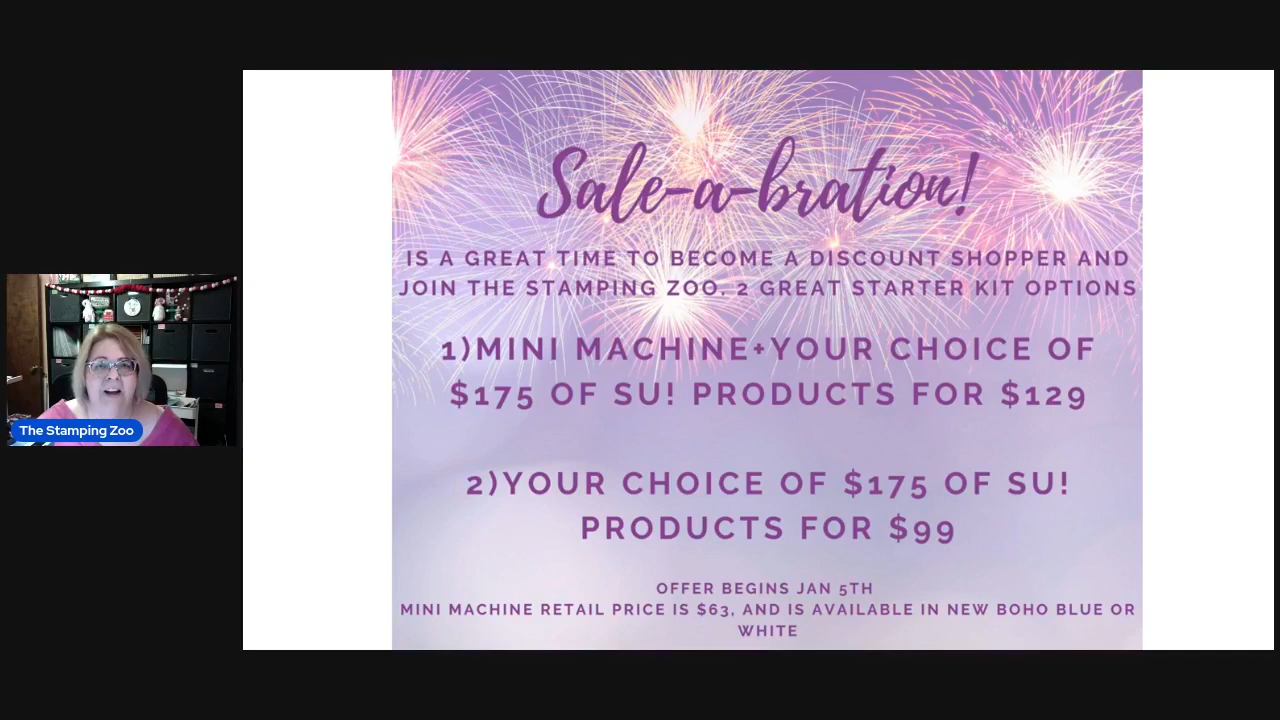 Sale-a-bration!
IS A GREAT TIME TO BECOME A DISCOUNT SHOPPER AND
JOIN THE STAMPING ZOO. 2 GREAT STARTER KIT OPTIONS
1)MINI MACHINE+YOUR CHOICE OF
$175 OF SU! PRODUCTS FOR $129
2)YOUR CHOICE OF $175 OF SU!
PRODUCTS FOR $99
OFFER BEGINS JAN 5TH
MINI MACHINE RETAIL PRICE IS $63, AND IS AVAILABLE IN NEW BOHO BLUE OR
WHITE
The Stamping Zoo